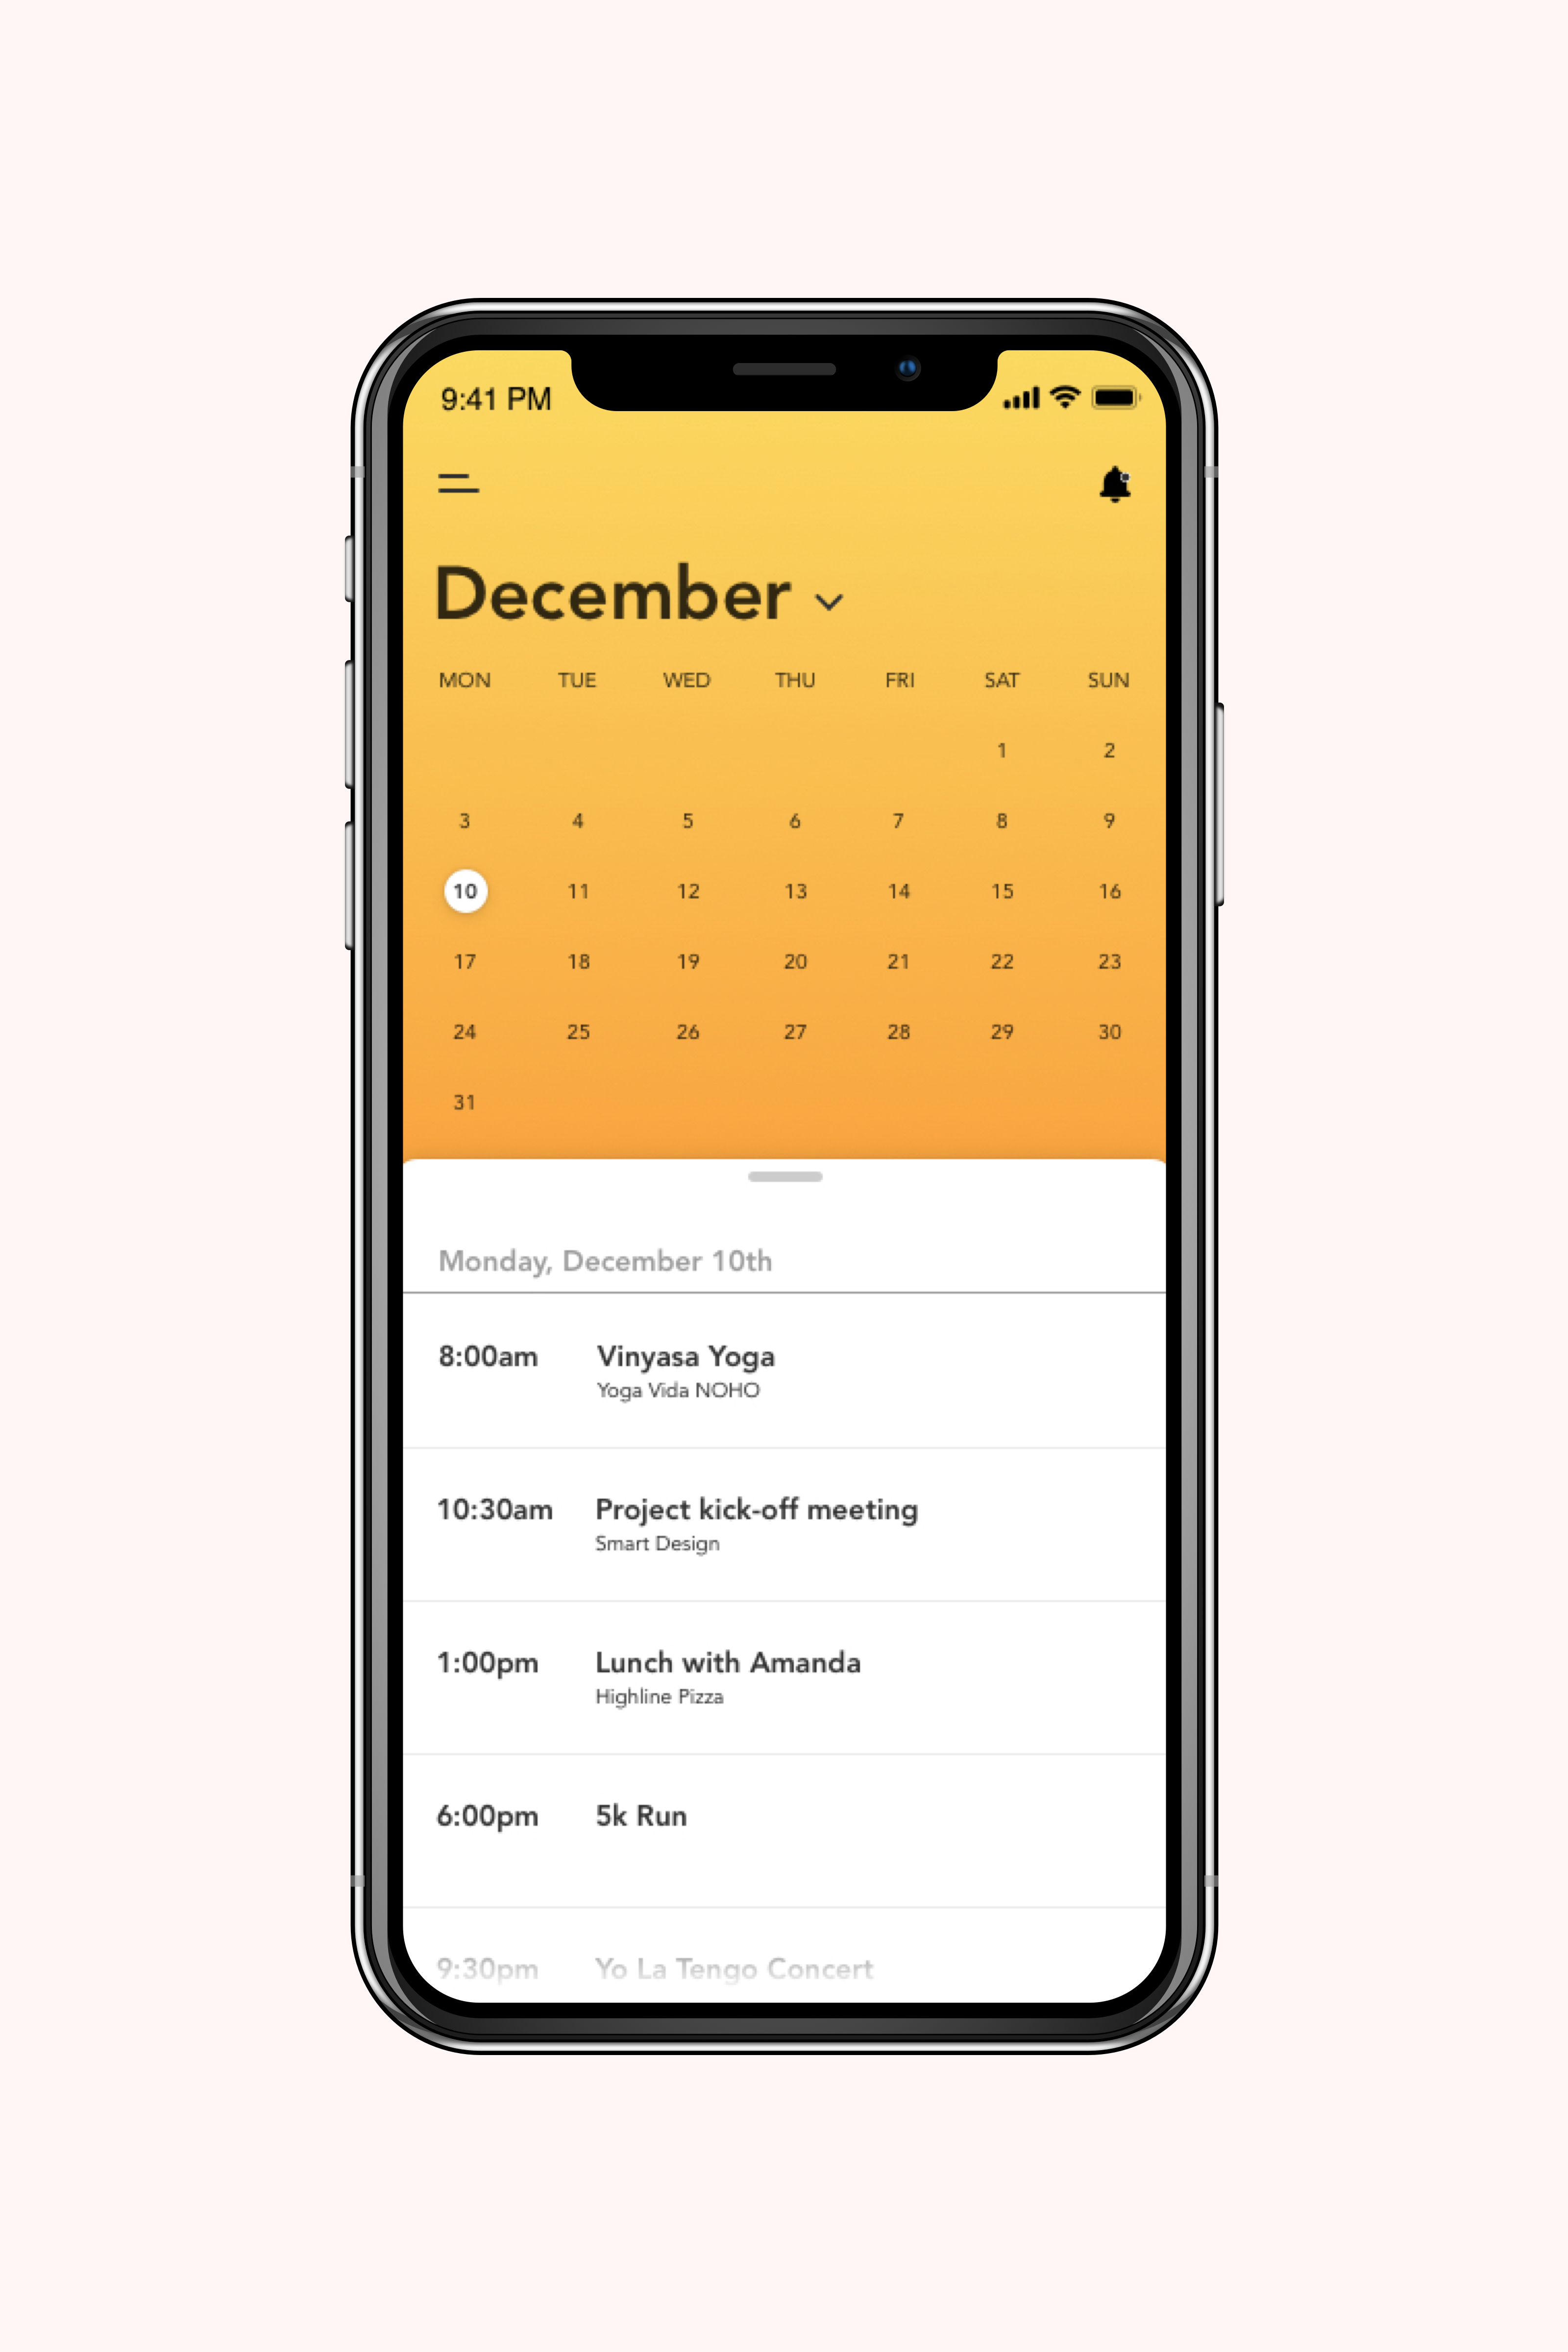 9:41 PM
December
MON TUE WED THU FRI SAT SUN
1 2
3 4 5 6 7 8 9
10 11 12 13 14 15 16
17 18 19 20 21 22 23
24 25 26 27 28 29 30
31
Monday, December 10th
8:00am Vinyasa Yoga
Yoga Vida NOHO
10:30am Project kick-off meeting
Smart Design
1:00pm Lunch with Amanda
Highline Pizza
6:00pm 5k Run
9:30pm Yo La Tengo Concert